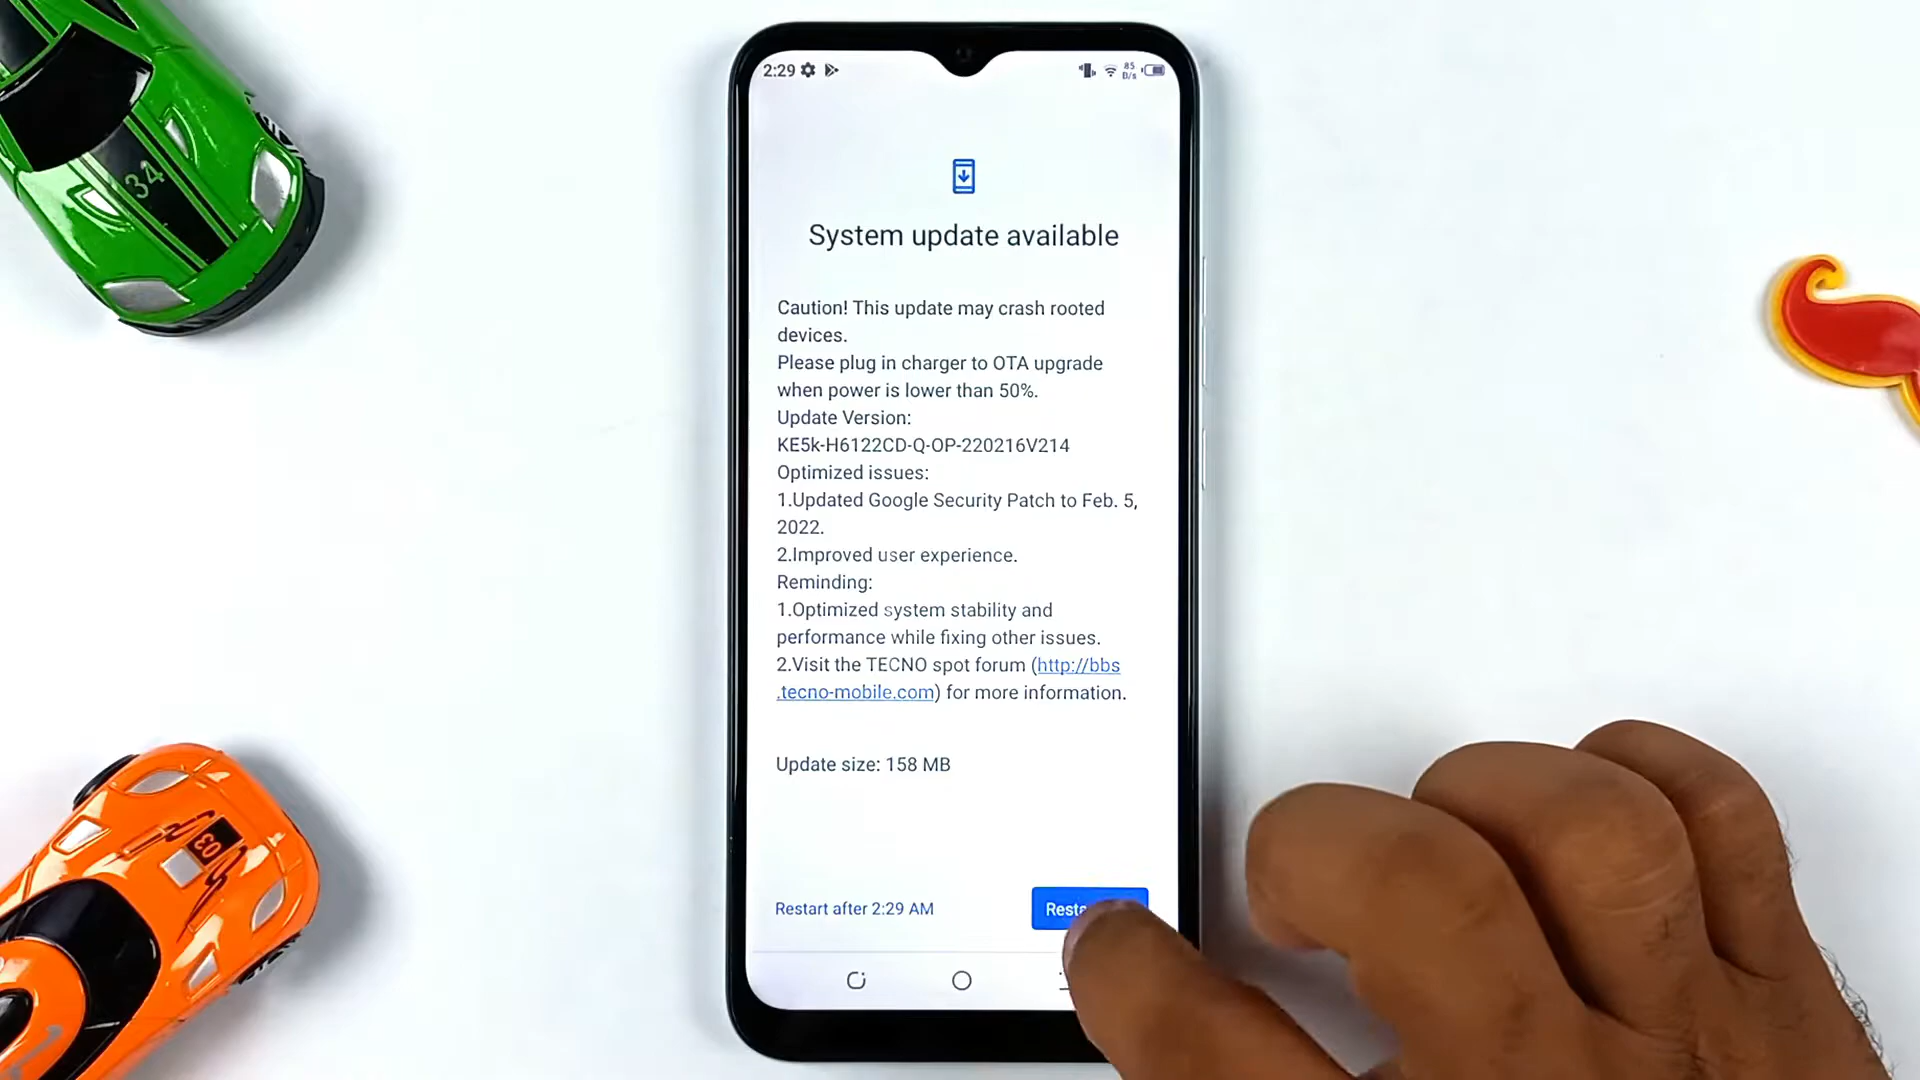 34
2:29
85
B/s
System update available
Caution! This update may crash rooted
devices.
Please plug in charger to OTA upgrade
when power is lower than 50%.
Update Version:
KE5k-H6122CD-Q-OP-220216V214
Optimized issues:
1.Updated Google Security Patch to Feb. 5,
2022.
2.Improved user experience.
Reminding:
1.Optimized system stability and
performance while fixing other issues.
2.Visit the TECNO spot forum (http://bbs
.tecno-mobile.com) for more information.
Update size: 158 MB
Restart after 2:29 AM
03